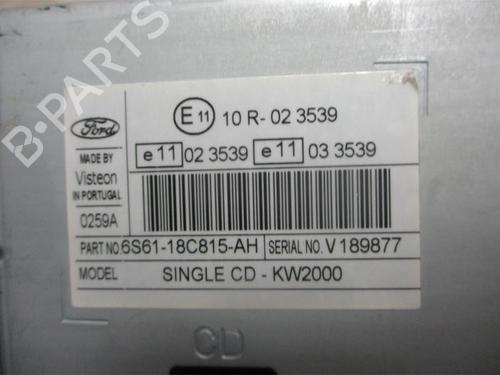 B-PARTS
E 11 10 R- 02 3539
Ford
e 11 02 3539 e 11 03 3539
MADE BY
Visteon
IN PORTUGAL
0259A
PART NO. 6S61-18C815-AH SERIAL NO. V 189877
MODEL SINGLE CD - KW2000
CD